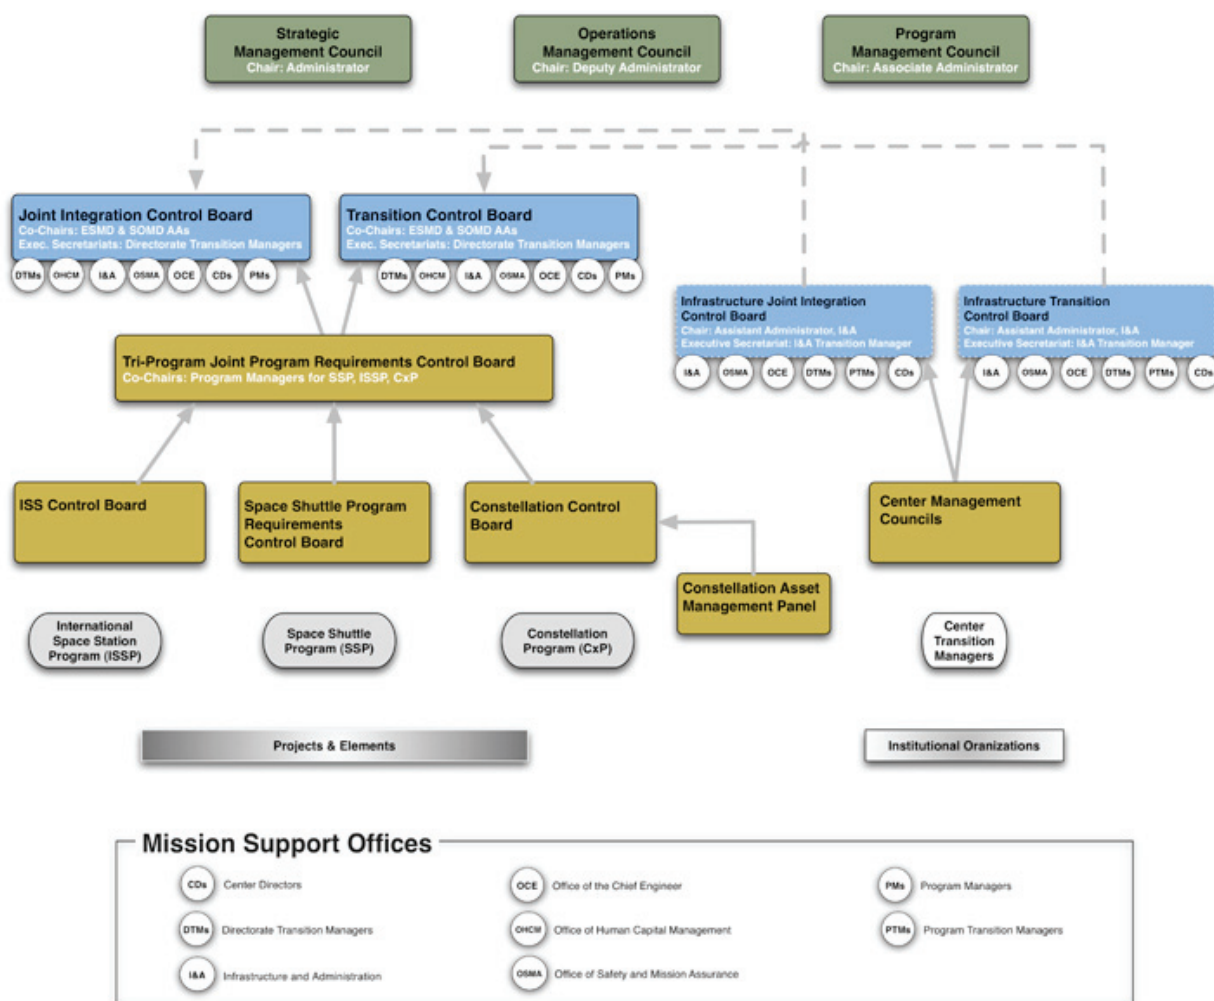 Strategic
Management Council
Chair: Administrator
Operations
Management Council
Chair: Deputy Administrator
Program
Management Council
Chair: Associate Administrator
Joint Integration Control Board
Co-Chairs: ESMD & SOMD AAs
Exec. Secretariats: Directorate Transition Managers
DTMs OHCM I&A OSMA OCE CDs PMs
Transition Control Board
Co-Chairs: ESMD & SOMD AAs
Exec. Secretariats: Directorate Transition Managers
DTMs OHCM I&A OSMA OCE CDs PMs
Infrastructure Joint Integration
Control Board
Chair: Assistant Administrator, I&A
Executive Secretariat: I&A Transition Manager
I&A OSMA OCE DTMs PTMs CDs
Infrastructure Transition
Control Board
Chair: Assistant Administrator, I&A
Executive Secretariat: I&A Transition Manager
I&A OSMA OCE DTMs PTMs CDs
Tri-Program Joint Program Requirements Control Board
Co-Chairs: Program Managers for SSP, ISSP, CxP
ISS Control Board
Space Shuttle Program
Requirements
Control Board
Constellation Control
Board
Center Management
Councils
Constellation Asset
Management Panel
International
Space Station
Program (ISSP)
Space Shuttle
Program (SSP)
Constellation
Program (CxP)
Center
Transition
Managers
Projects & Elements
Institutional Oranizations
Mission Support Offices
CDs Center Directors
OCE Office of the Chief Engineer
PMs Program Managers
DTMs Directorate Transition Managers
OHCM Office of Human Capital Management
PTMs Program Transition Managers
I&A Infrastructure and Administration
OSMA Office of Safety and Mission Assurance